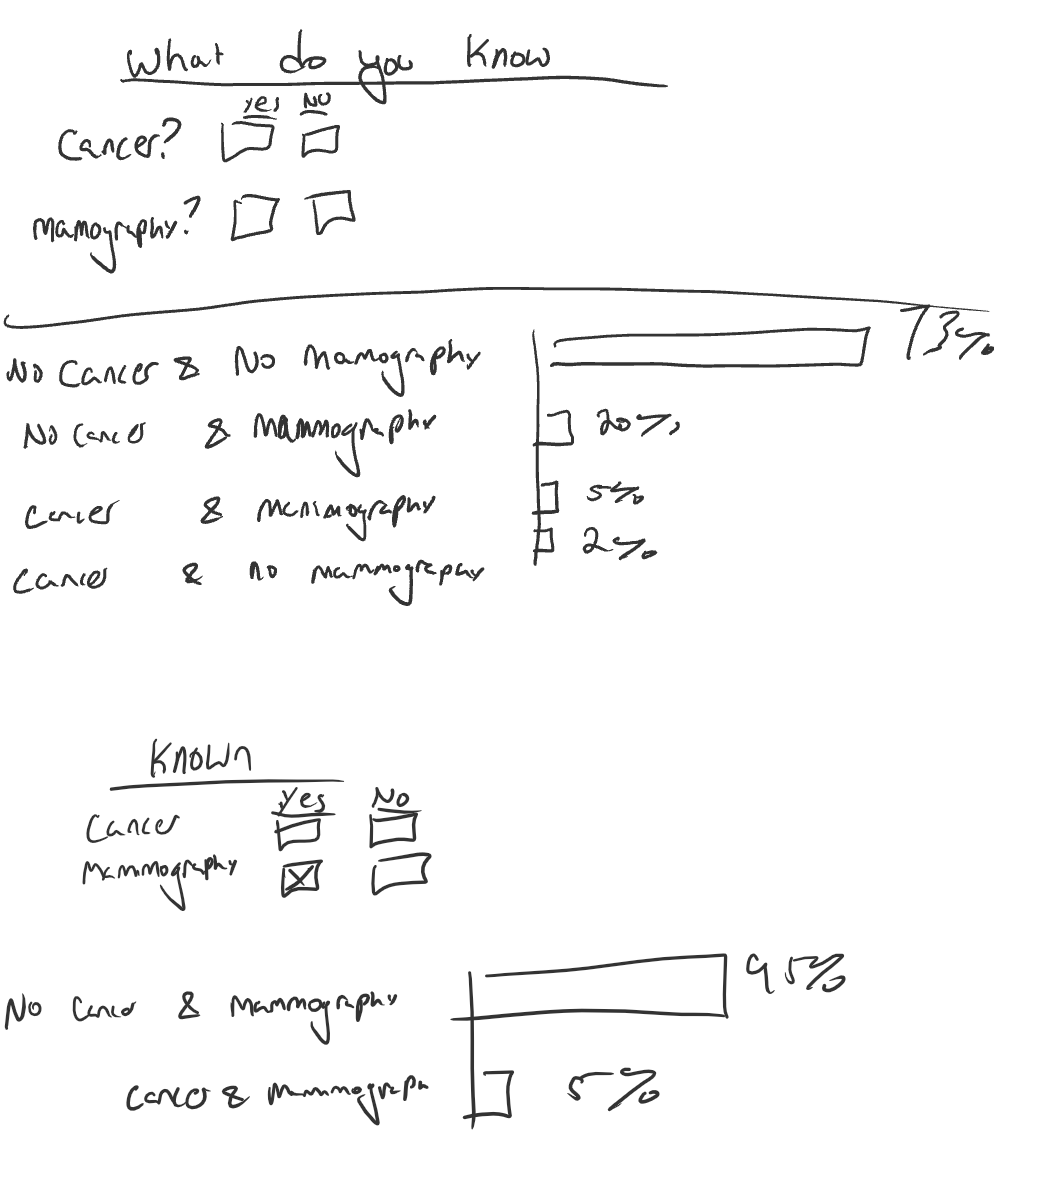 What do you Know
Yes No
Cancer?
Mamography?
No Cancer & No Mamography 73%
No Cancer & Mammography 20%
Cancer & Mammography 5%
Cancer & no mammography 2%
Known
Yes No
Cancer
Mammography
No Cancer & Mammography 95%
Cancer & Mammograph 5%